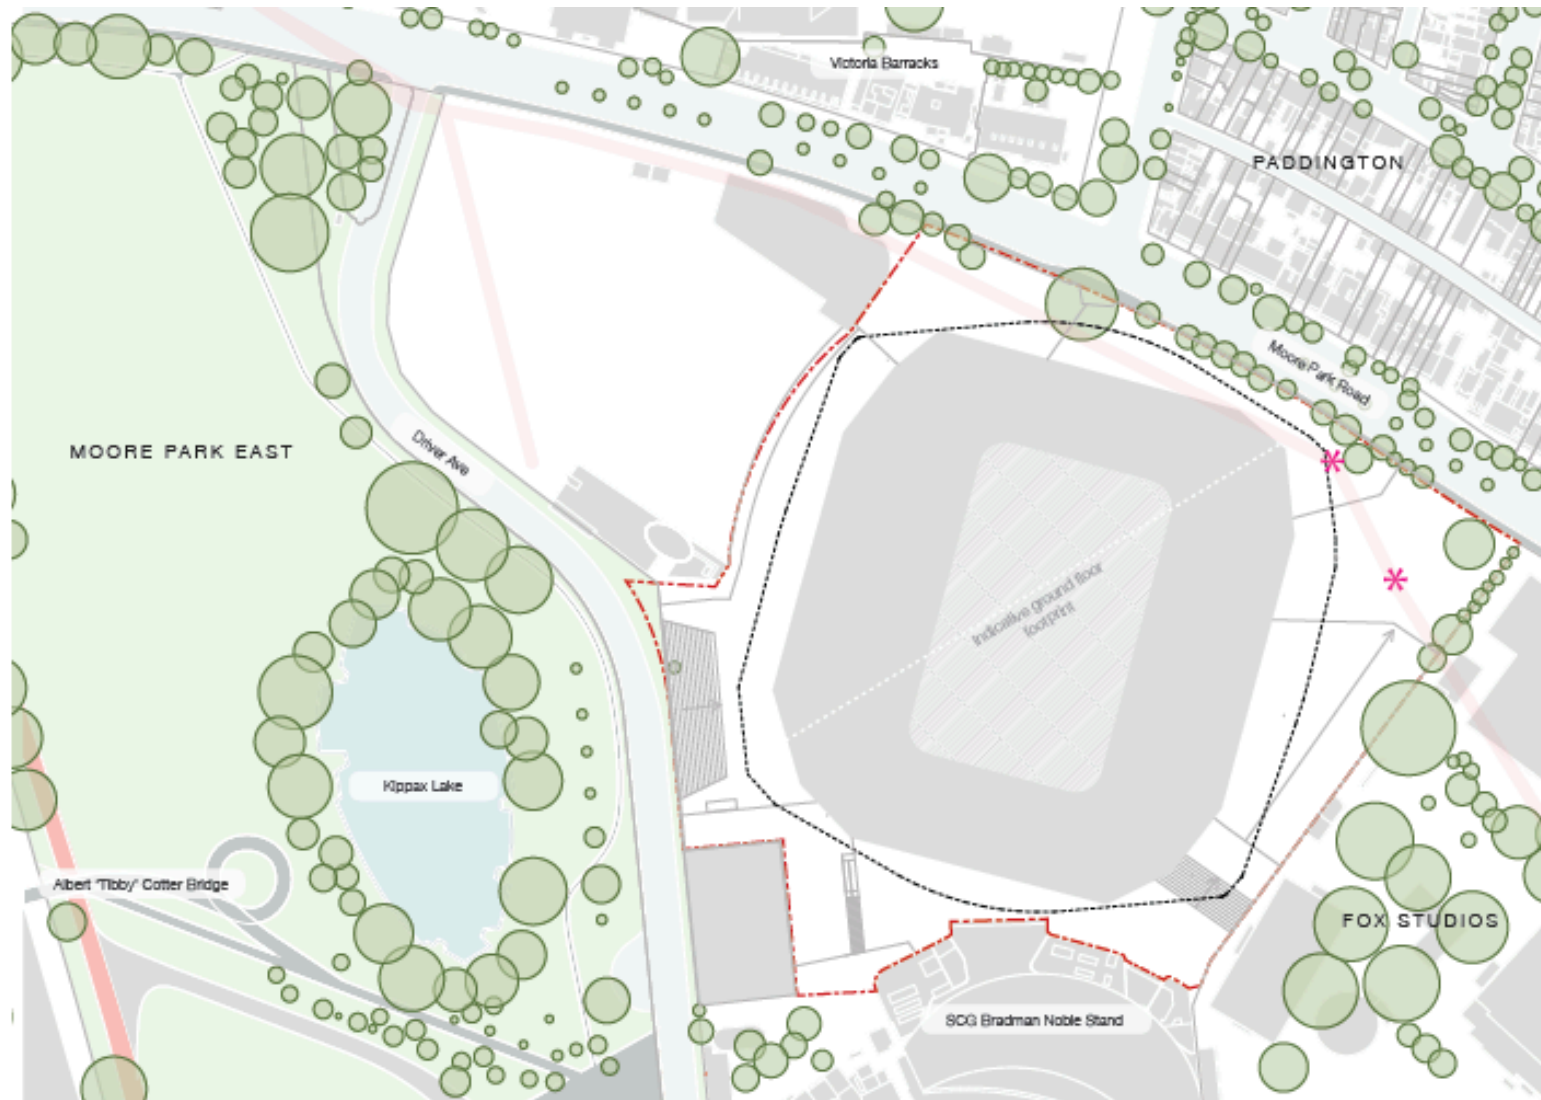 Victoria Barracks
PADDINGTON
Moore Park Road
MOORE PARK EAST
Driver Ave
Indicative ground floor
footprint
Kippax Lake
Albert 'Tibby' Cotter Bridge
FOX STUDIOS
SCG Bradman Noble Stand